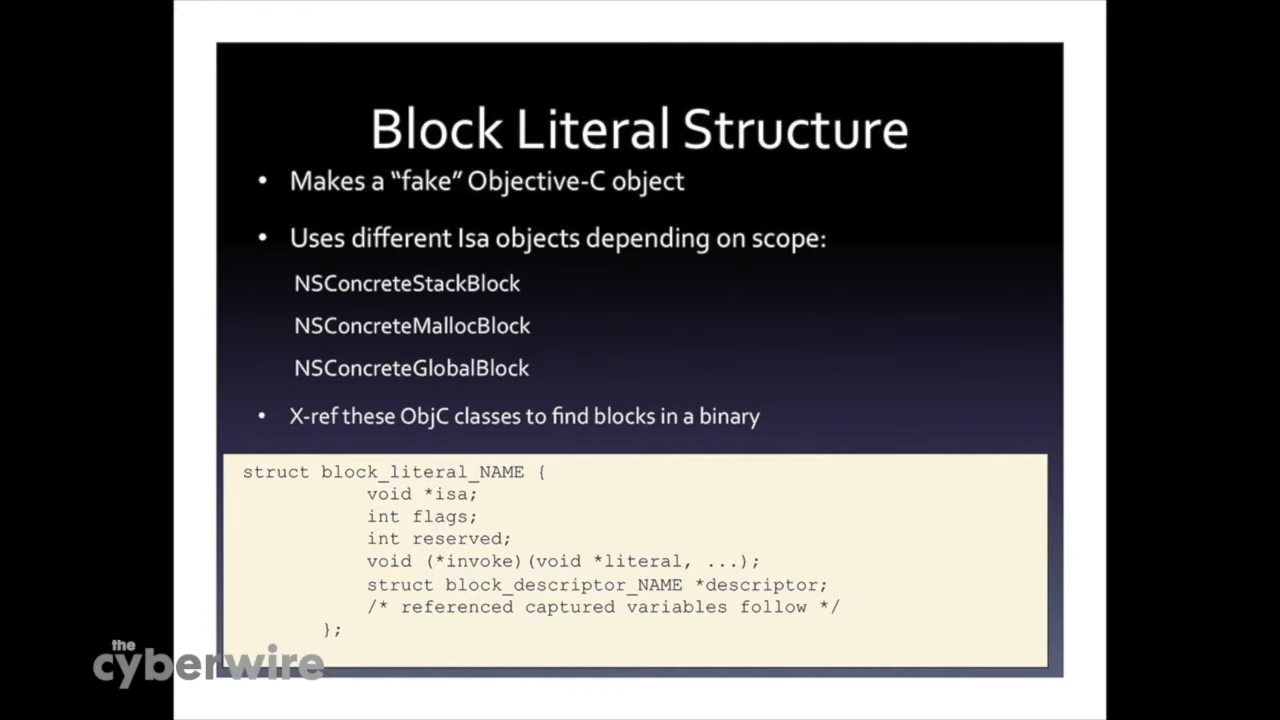 Block Literal Structure
• Makes a “fake” Objective-C object
• Uses different Isa objects depending on scope:
NSConcreteStackBlock
NSConcreteMallocBlock
NSConcreteGlobalBlock
• X-ref these ObjC classes to find blocks in a binary
struct block_literal_NAME {
void *isa;
int flags;
int reserved;
void (*invoke)(void *literal, ...);
struct block_descriptor_NAME *descriptor;
/* referenced captured variables follow */
};
the
cyberwire